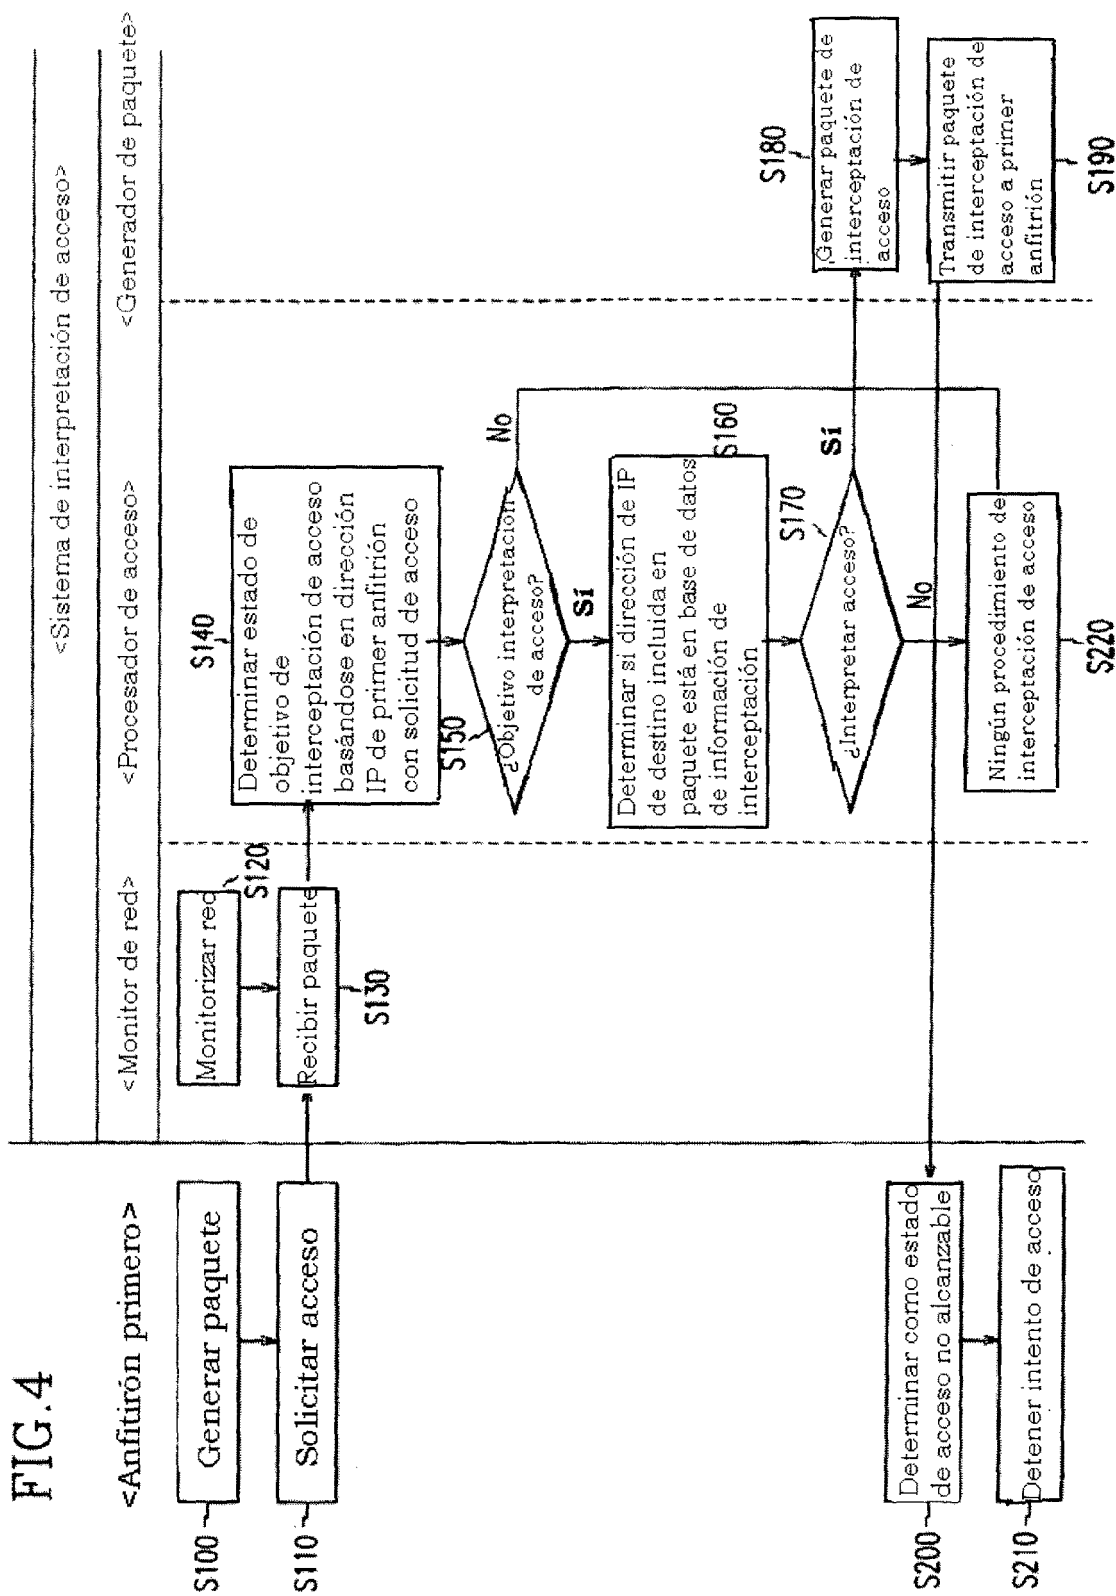 FIG.4
<Sistema de interpretación de acceso>
<Anfitirón primero>
<Monitor de red>
<Procesador de acceso>
<Generador de paquete>
S100
Generar paquete
S110
Solicitar acceso
Monitorizar red
S120
Recibir paquete
S130
S140
Determinar estado de
objetivo de
interceptación de acceso
basándose en dirección
IP de primer anfitrión
con solicitud de acceso
S150
¿Objetivo interpretación
de acceso?
No
Sí
Determinar si dirección de IP
de destino incluida en
paquete está en base de datos
de información de
interceptación
S160
S170
¿Interpretar acceso?
Sí
No
S180
Generar paquete de
interceptación de
acceso
Transmitir paquete
de interceptación de
acceso a primer
anfitrión
S190
S200
Determinar como estado
de acceso no alcanzable
S210
Detener intento de acceso
Ningún procedimiento de
interceptación de acceso
S220